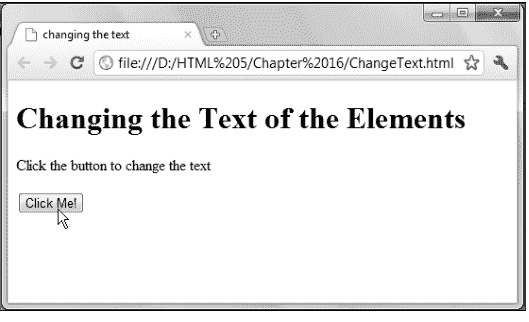 changing the text
file:///D:/HTML%205/Chapter%2016/ChangeText.html
Changing the Text of the Elements
Click the button to change the text
Click Me!